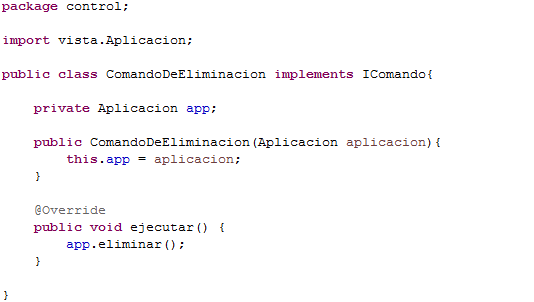 package control;
import vista.Aplicacion;
public class ComandoDeEliminacion implements IComando{
private Aplicacion app;
public ComandoDeEliminacion(Aplicacion aplicacion){
this.app = aplicacion;
}
@Override
public void ejecutar() {
app.eliminar();
}
}